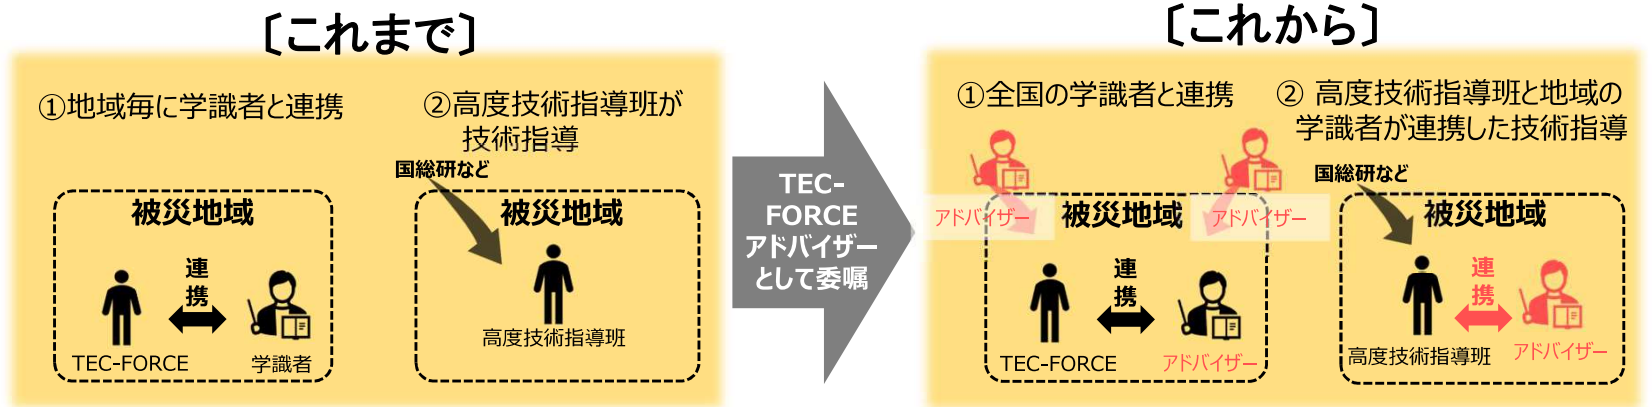 〔これまで〕
①地域毎に学識者と連携
②高度技術指導班が
技術指導
国総研など
被災地域
連
携
TEC-FORCE
学識者
被災地域
高度技術指導班
TEC-
FORCE
アドバイザー
として委嘱
〔これから〕
①全国の学識者と連携
② 高度技術指導班と地域の
学識者が連携した技術指導
国総研など
アドバイザー
被災地域
アドバイザー
連
携
TEC-FORCE
アドバイザー
被災地域
連
携
高度技術指導班
アドバイザー